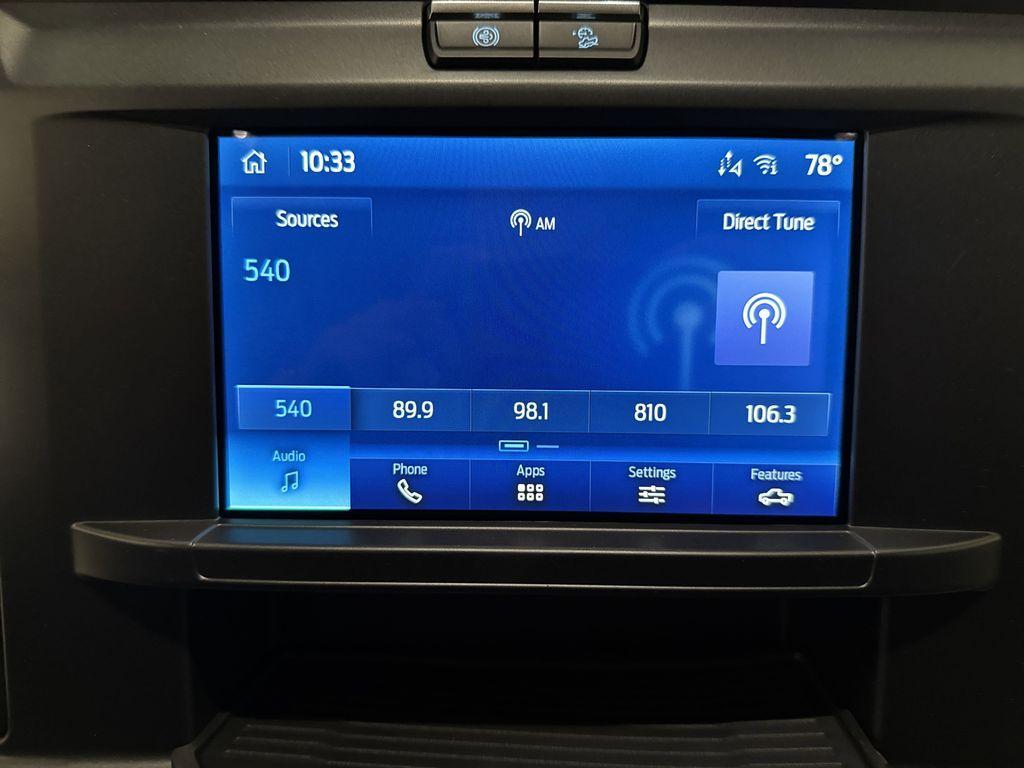 10:33
78°
Sources
AM
Direct Tune
540
540 89.9 98.1 810 106.3
Audio Phone Apps Settings Features